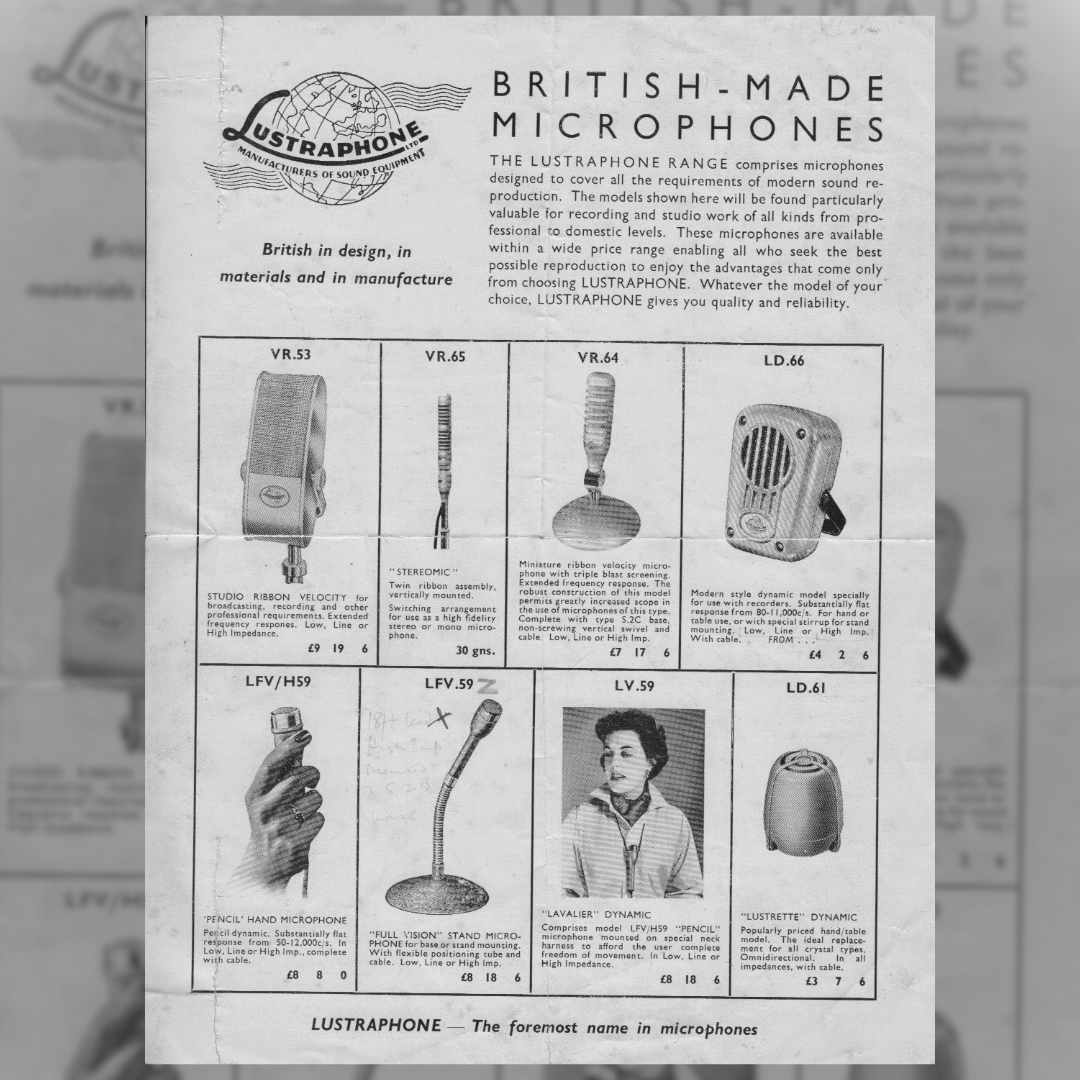 LUSTRAPHONE LTD
MANUFACTURERS OF SOUND EQUIPMENT
British in design, in
materials and in manufacture
BRITISH-MADE
MICROPHONES
THE LUSTRAPHONE RANGE comprises microphones
designed to cover all the requirements of modern sound re-
production. The models shown here will be found particularly
valuable for recording and studio work of all kinds from pro-
fessional to domestic levels. These microphones are available
within a wide price range enabling all who seek the best
possible reproduction to enjoy the advantages that come only
from choosing LUSTRAPHONE. Whatever the model of your
choice, LUSTRAPHONE gives you quality and reliability.
VR.53
STUDIO RIBBON VELOCITY for
broadcasting, recording and other
professional requirements. Extended
frequency respones. Low, Line or
High Impedance.
£9 19 6
VR.65
"STEREOMIC"
Twin ribbon assembly,
vertically mounted.
Switching arrangement
for use as a high fidelity
stereo or mono micro-
phone.
30 gns.
VR.64
Miniature ribbon velocity micro-
phone with triple blast screening.
Extended frequency response. The
robust construction of this model
permits greatly increased scope in
the use of microphones of this type.
Complete with type S.2C base,
non-screwing vertical swivel and
cable. Low, Line or High Imp.
£7 17 6
LD.66
Modern style dynamic model specially
for use with recorders. Substantially flat
response from 80-11,000c/s. For hand or
table use, or with special stirrup for stand
mounting. Low, Line or High Imp.
With cable. FROM . . .
£4 2 6
LFV/H59
'PENCIL' HAND MICROPHONE
Pencil dynamic. Substantially flat
response from 50-12,000c/s. In
Low, Line or High Imp., complete
with cable.
£8 8 0
LFV.59 Z
X
"FULL VISION" STAND MICRO-
PHONE for base or stand mounting.
With flexible positioning tube and
cable. Low, Line or High Imp.
£8 18 6
LV.59
"LAVALIER" DYNAMIC
Comprises model LFV/H59 "PENCIL"
microphone mounted on special neck
harness to afford the user complete
freedom of movement. In Low, Line or
High Impedance.
£8 18 6
LD.61
"LUSTRETTE" DYNAMIC
Popularly priced hand/table
model. The ideal replace-
ment for all crystal types.
Omnidirectional. In all
impedances, with cable.
£3 7 6
LUSTRAPHONE — The foremost name in microphones